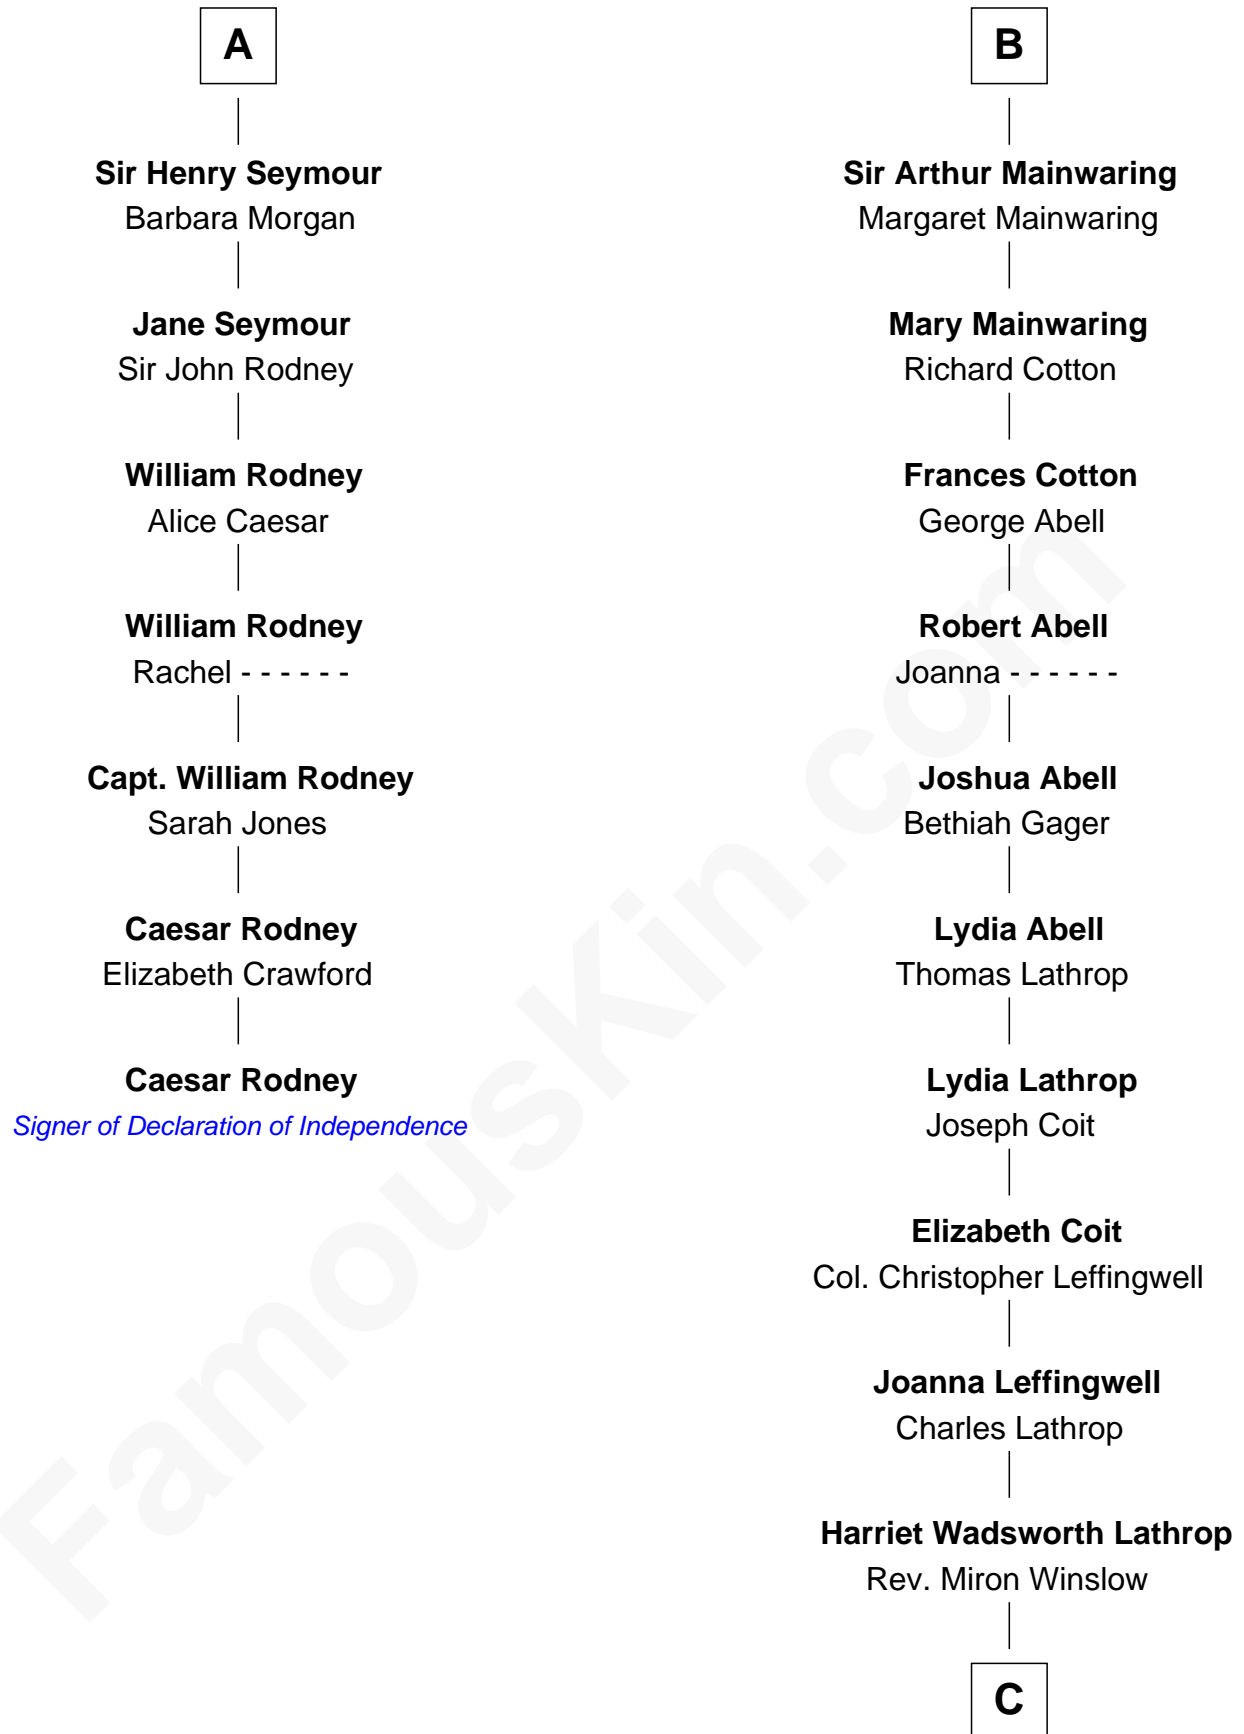 A
Sir Henry Seymour
Barbara Morgan
Jane Seymour
Sir John Rodney
William Rodney
Alice Caesar
William Rodney
Rachel - - - - - -
Capt. William Rodney
Sarah Jones
Caesar Rodney
Elizabeth Crawford
Caesar Rodney
Signer of Declaration of Independence
B
Sir Arthur Mainwaring
Margaret Mainwaring
Mary Mainwaring
Richard Cotton
Frances Cotton
George Abell
Robert Abell
Joanna - - - - - -
Joshua Abell
Bethiah Gager
Lydia Abell
Thomas Lathrop
Lydia Lathrop
Joseph Coit
Elizabeth Coit
Col. Christopher Leffingwell
Joanna Leffingwell
Charles Lathrop
Harriet Wadsworth Lathrop
Rev. Miron Winslow
C
FamousKin.com